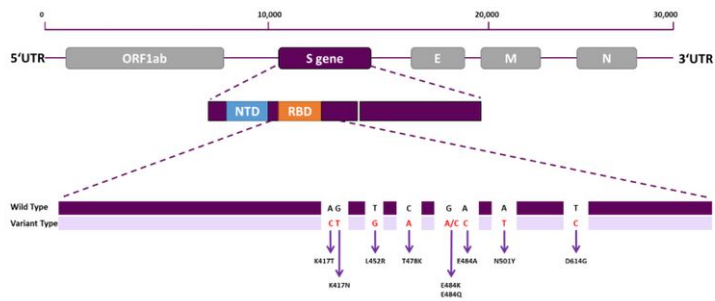 0 10,000 20,000 30,000
5'UTR ORF1ab S gene E M N 3'UTR
NTD RBD
Wild Type A G T C G A A T
Variant Type C T G A A/C C T C
K417T L452R T478K E484A N501Y D614G
K417N E484K
E484Q